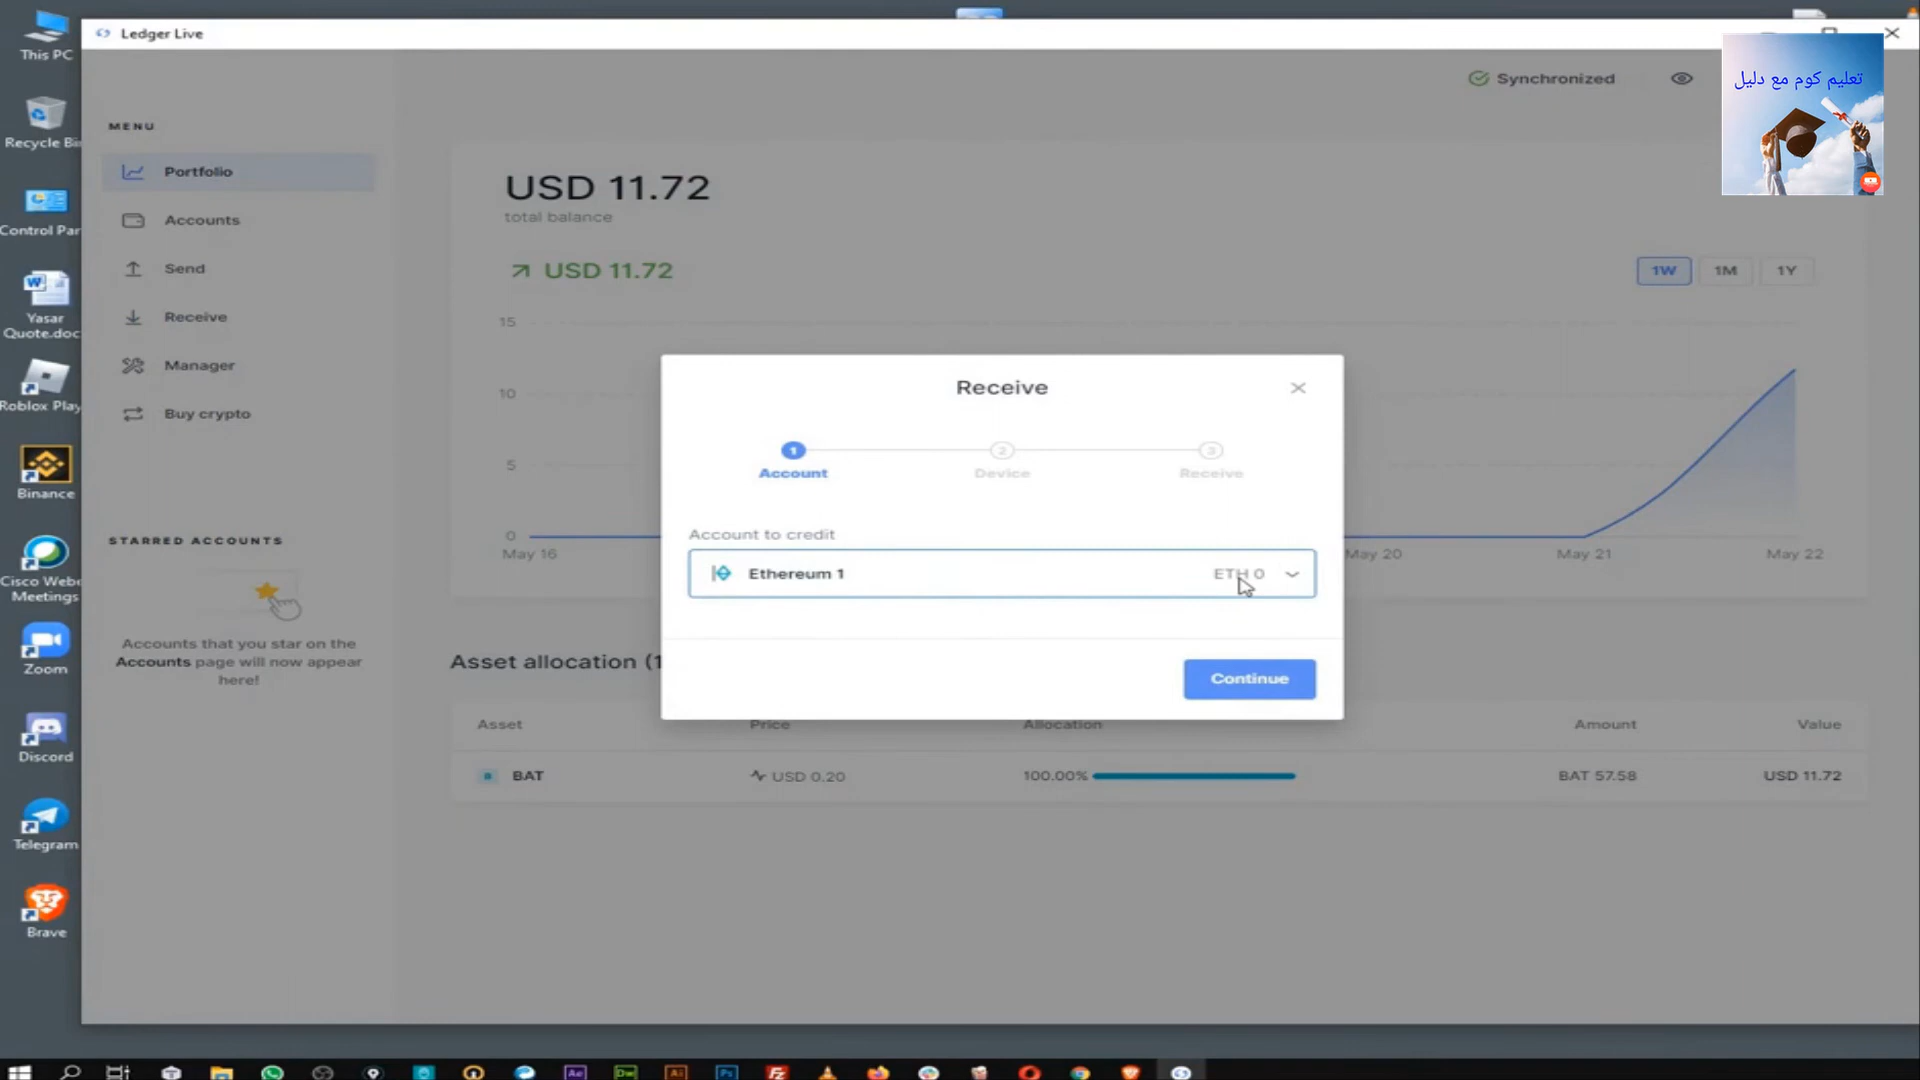 This PC
Recycle Bi
Control Par
Yasar
Quote.doc
Roblox Play
Binance
Cisco Webe
Meetings
Zoom
Discord
Telegram
Brave
Ledger Live
Synchronized
تعليم كوم مع دليل
MENU
Portfolio
Accounts
Send
Receive
Manager
Buy crypto
STARRED ACCOUNTS
Accounts that you star on the
Accounts page will now appear
here!
USD 11.72
total balance
USD 11.72
1W 1M 1Y
15
10
5
0
May 16 May 20 May 21 May 22
Receive
1 2 3
Account Device Receive
Account to credit
Ethereum 1 ETH 0
Continue
Asset allocation (1
Asset Price Allocation Amount Value
BAT USD 0.20 100.00% BAT 57.58 USD 11.72
Ae Dw Ai Ps Fz